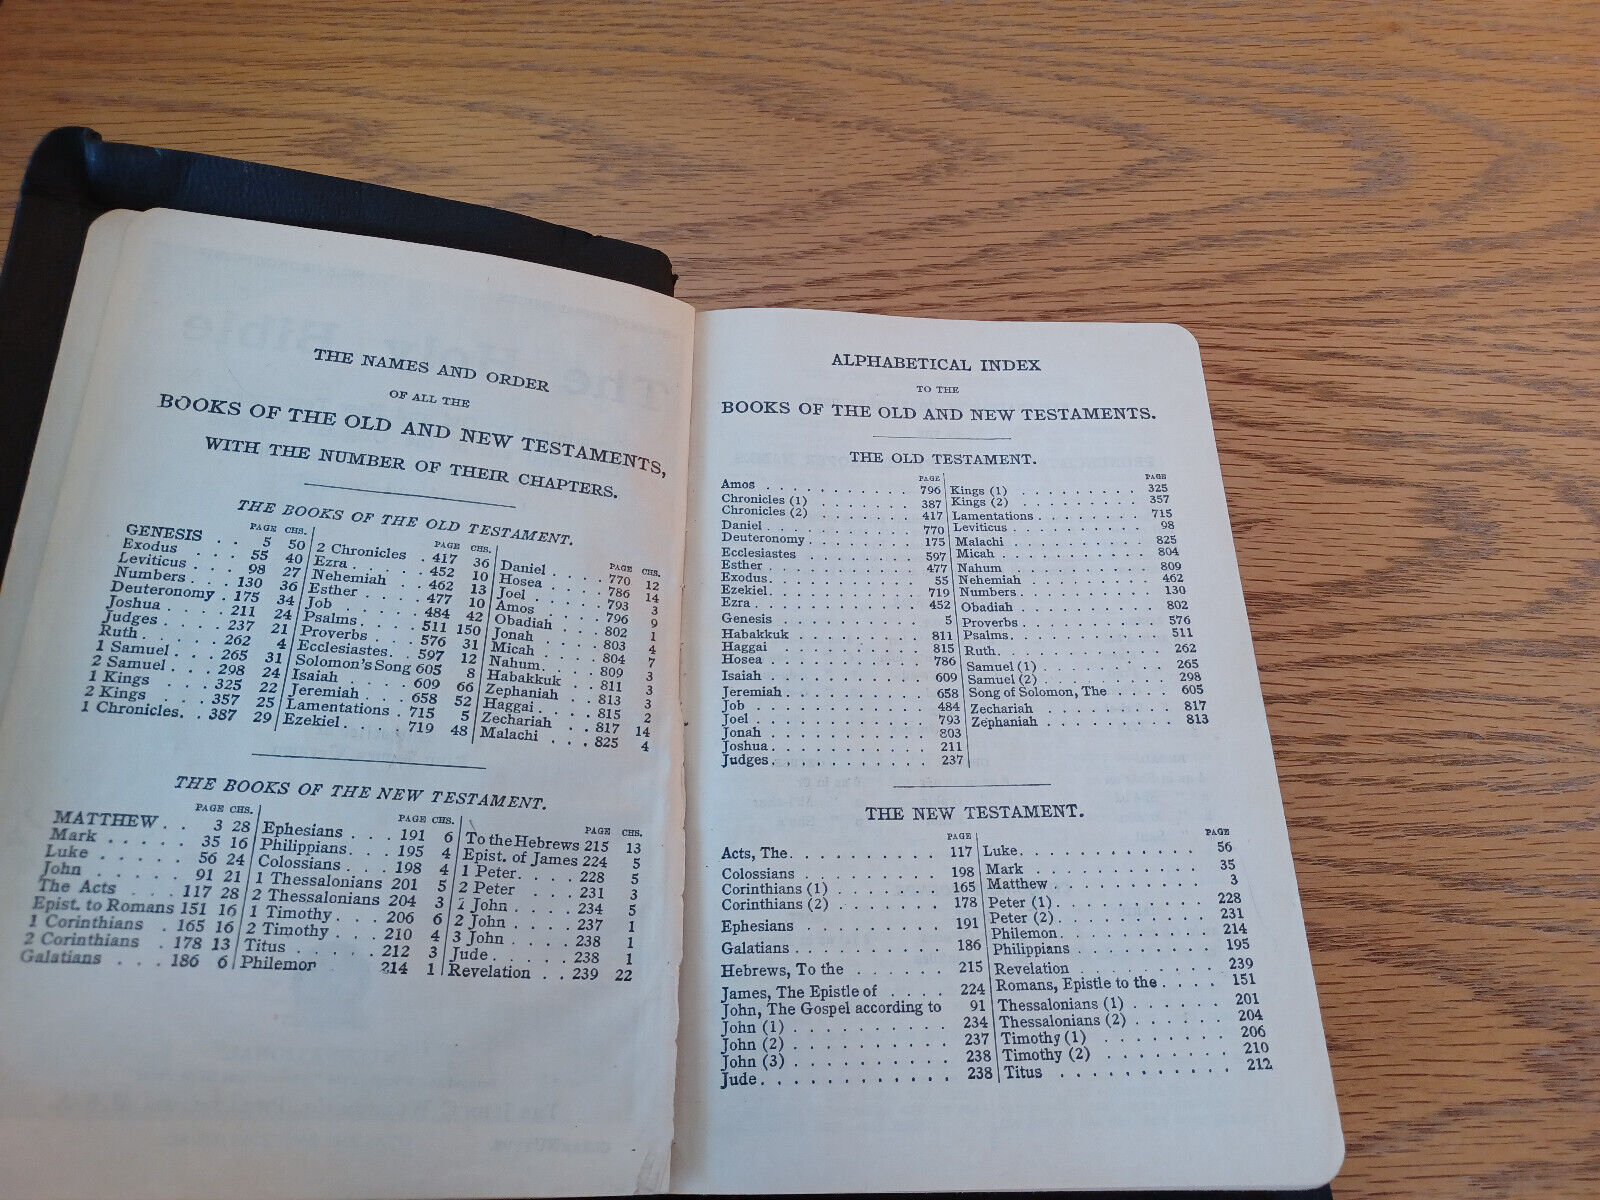 THE NAMES AND ORDER
OF ALL THE
BOOKS OF THE OLD AND NEW TESTAMENTS,
WITH THE NUMBER OF THEIR CHAPTERS.
THE BOOKS OF THE OLD TESTAMENT.
PAGE CHS.
GENESIS 5 50
Exodus . . . 55 40
Leviticus . . . 98 27
Numbers . . . 130 36
Deuteronomy . 175 34
Joshua . . . . 211 24
Judges . . . . 237 21
Ruth . . . . . 262 4
1 Samuel . . . 265 31
2 Samuel . . . 298 24
1 Kings . . . 325 22
2 Kings . . . 357 25
1 Chronicles. . 387 29
PAGE CHS.
2 Chronicles . 417 36
Ezra . . . . . 452 10
Nehemiah . . 462 13
Esther . . . . 477 10
Job . . . . . 484 42
Psalms . . . . 511 150
Proverbs . . . 576 31
Ecclesiastes. . 597 12
Solomon's Song 605 8
Isaiah . . . . 609 66
Jeremiah . . . 658 52
Lamentations . 715 5
Ezekiel . . . . 719 48
PAGE CHS.
Daniel . . . . 770 12
Hosea . . . . 786 14
Joel . . . . . 793 3
Amos . . . . 796 9
Obadiah . . . 802 1
Jonah . . . . 803 4
Micah . . . . 804 7
Nahum. . . . 809 3
Habakkuk . . 811 3
Zephaniah . . 813 3
Haggai . . . . 815 2
Zechariah . . 817 14
Malachi . . . 825 4
THE BOOKS OF THE NEW TESTAMENT.
PAGE CHS.
MATTHEW . . 3 28
Mark . . . . . 35 16
Luke . . . . . 56 24
John . . . . . 91 21
The Acts . . . 117 28
Epist. to Romans 151 16
1 Corinthians . 165 16
2 Corinthians . 178 13
Galatians . . . 186 6
PAGE CHS.
Ephesians . . . 191 6
Philippians. . . 195 4
Colossians . . . 198 4
1 Thessalonians 201 5
2 Thessalonians 204 3
1 Timothy . . . 206 6
2 Timothy . . . 210 4
Titus . . . . . 212 3
Philemon 214 1
PAGE CHS.
To the Hebrews 215 13
Epist. of James 224 5
1 Peter. . . . 228 5
2 Peter . . . . 231 3
1 John . . . . 234 5
2 John . . . . 237 1
3 John . . . . 238 1
Jude. . . . . 238 1
Revelation . . 239 22
ALPHABETICAL INDEX
TO THE
BOOKS OF THE OLD AND NEW TESTAMENTS.
THE OLD TESTAMENT.
PAGE
Amos . . . . . . . . . . 796
Chronicles (1) . . . . . . . 387
Chronicles (2) . . . . . . . 417
Daniel . . . . . . . . . . 770
Deuteronomy . . . . . . . 175
Ecclesiastes . . . . . . . . 597
Esther . . . . . . . . . . 477
Exodus. . . . . . . . . . 55
Ezekiel . . . . . . . . . . 719
Ezra . . . . . . . . . . . 452
Genesis . . . . . . . . . . 5
Habakkuk . . . . . . . . 811
Haggai . . . . . . . . . . 815
Hosea . . . . . . . . . . 786
Isaiah . . . . . . . . . . 609
Jeremiah . . . . . . . . . 658
Job . . . . . . . . . . . 484
Joel . . . . . . . . . . . 793
Jonah . . . . . . . . . . 803
Joshua . . . . . . . . . . 211
Judges . . . . . . . . . . 237
PAGE
Kings (1) . . . . . . . . . 325
Kings (2) . . . . . . . . . 357
Lamentations . . . . . . . 715
Leviticus . . . . . . . . . 98
Malachi . . . . . . . . . 825
Micah . . . . . . . . . . 804
Nahum . . . . . . . . . . 809
Nehemiah . . . . . . . . 462
Numbers . . . . . . . . . 130
Obadiah . . . . . . . . . 802
Proverbs . . . . . . . . . 576
Psalms. . . . . . . . . . 511
Ruth. . . . . . . . . . . 262
Samuel (1) . . . . . . . . 265
Samuel (2) . . . . . . . . 298
Song of Solomon, The . . . . 605
Zechariah . . . . . . . . 817
Zephaniah . . . . . . . . 813
THE NEW TESTAMENT.
PAGE
Acts, The. . . . . . . . . 117
Colossians . . . . . . . . 198
Corinthians (1) . . . . . . 165
Corinthians (2) . . . . . . 178
Ephesians . . . . . . . . 191
Galatians . . . . . . . . 186
Hebrews, To the . . . . . . 215
James, The Epistle of . . . . 224
John, The Gospel according to 91
John (1) . . . . . . . . . 234
John (2) . . . . . . . . . 237
John (3) . . . . . . . . . 238
Jude. . . . . . . . . . . 238
PAGE
Luke. . . . . . . . . . . 56
Mark . . . . . . . . . . 35
Matthew . . . . . . . . . 3
Peter (1) . . . . . . . . . 228
Peter (2) . . . . . . . . . 231
Philemon. . . . . . . . . 214
Philippians . . . . . . . . 195
Revelation . . . . . . . . 239
Romans, Epistle to the . . . . 151
Thessalonians (1) . . . . . . 201
Thessalonians (2) . . . . . . 204
Timothy (1) . . . . . . . . 206
Timothy (2) . . . . . . . . 210
Titus . . . . . . . . . . 212